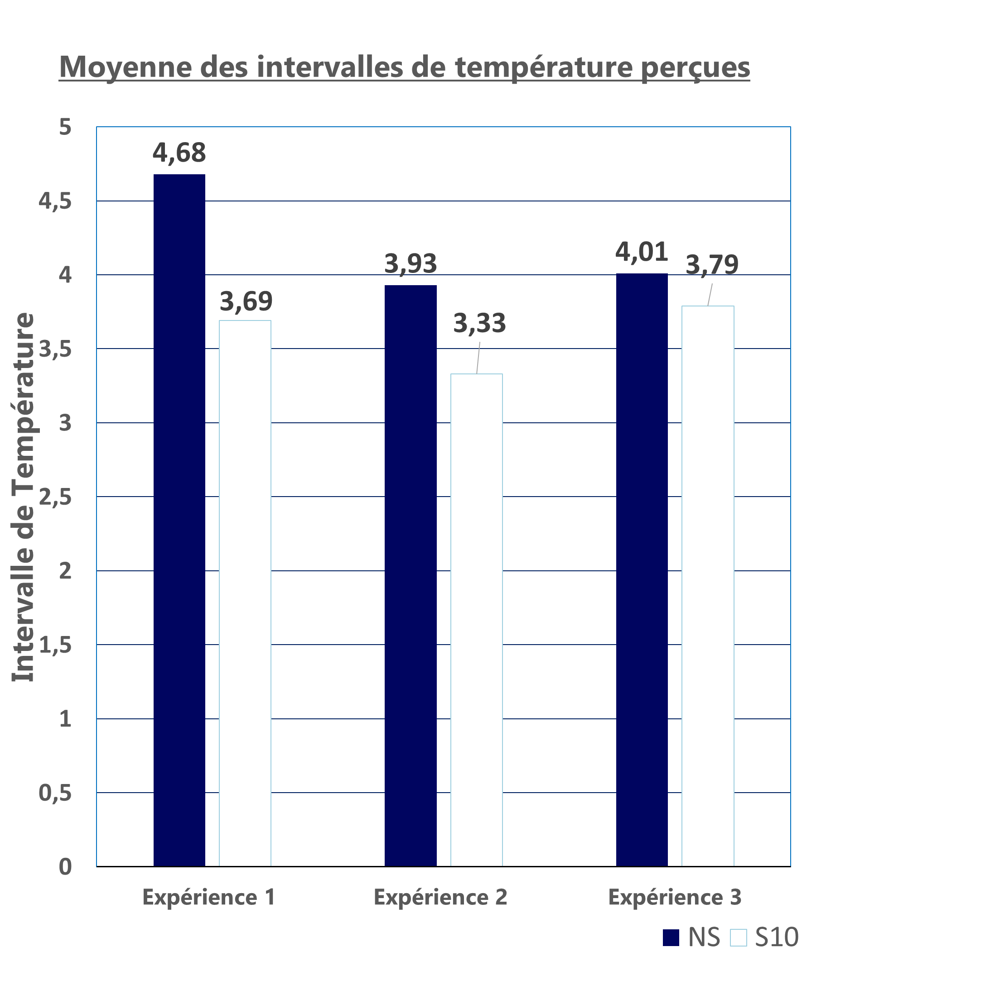 Moyenne des intervalles de température perçues
5
4,5
4
3,5
3
2,5
2
1,5
1
0,5
0
Intervalle de Température
4,68
3,69
3,93
3,33
4,01
3,79
Expérience 1
Expérience 2
Expérience 3
NS
S10